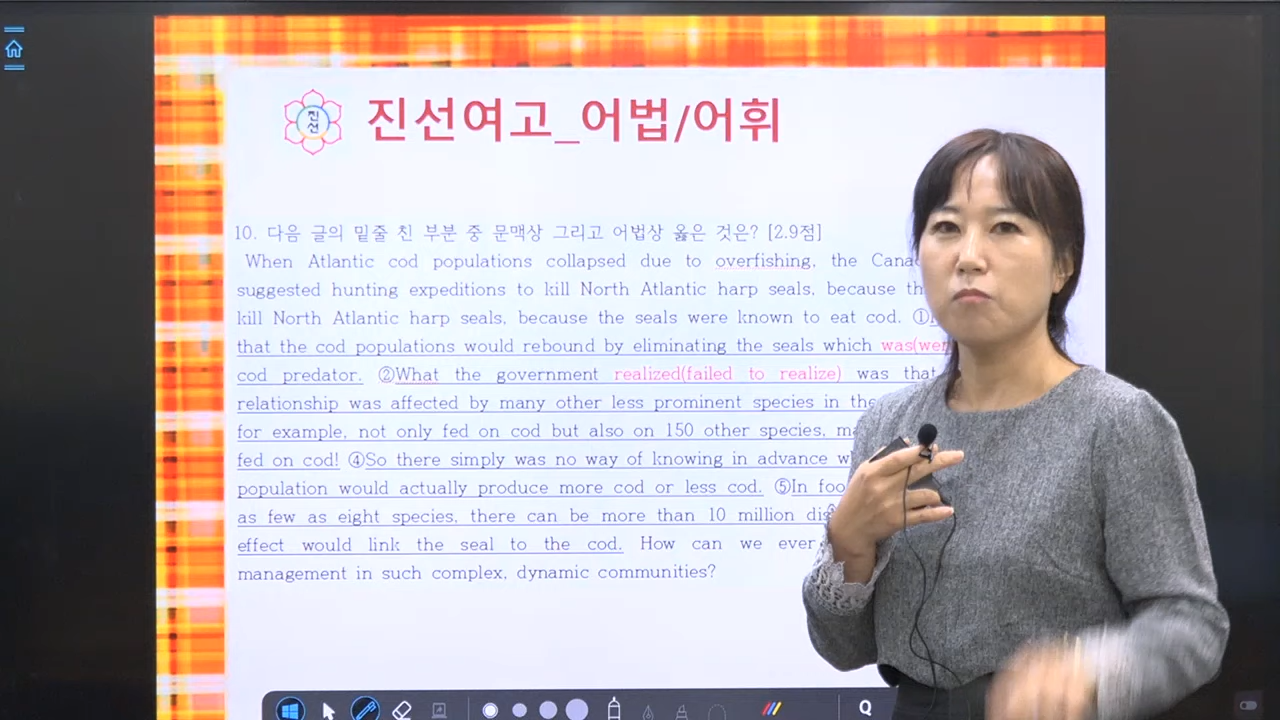 진선
진선여고_어법/어휘
10. 다음 글의 밑줄 친 부분 중 문맥상 그리고 어법상 옳은 것은? [2.9점]
When Atlantic cod populations collapsed due to overfishing, the
suggested hunting expeditions to kill North Atlantic harp seals, because
kill North Atlantic harp seals, because the seals were known to eat cod. ①
that the cod populations would rebound by eliminating the seals which was(
cod predator. ②What the government realized(failed to realize) was that
relationship was affected by many other less prominent species in the
for example, not only fed on cod but also on 150 other species,
fed on cod! ④So there simply was no way of knowing in advance
population would actually produce more cod or less cod. ⑤In
as few as eight species, there can be more than 10 million
effect would link the seal to the cod. How can we ever
management in such complex, dynamic communities?
Q